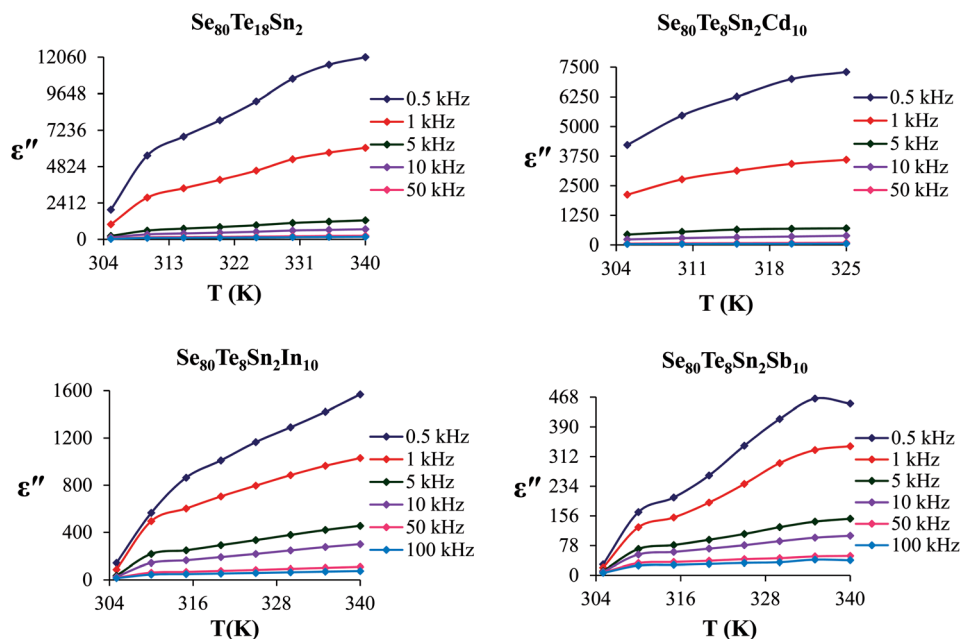 Se₈₀Te₁₈Sn₂
12060
9648
7236
4824
2412
0
ε″
304 313 322 331 340
T (K)
0.5 kHz
1 kHz
5 kHz
10 kHz
50 kHz
Se₈₀Te₈Sn₂Cd₁₀
7500
6250
5000
3750
2500
1250
0
ε″
304 311 318 325
T (K)
0.5 kHz
1 kHz
5 kHz
10 kHz
50 kHz
Se₈₀Te₈Sn₂In₁₀
1600
1200
800
400
0
ε″
304 316 328 340
T(K)
0.5 kHz
1 kHz
5 kHz
10 kHz
50 kHz
100 kHz
Se₈₀Te₈Sn₂Sb₁₀
468
390
312
234
156
78
0
ε″
304 316 328 340
T (K)
0.5 kHz
1 kHz
5 kHz
10 kHz
50 kHz
100 kHz